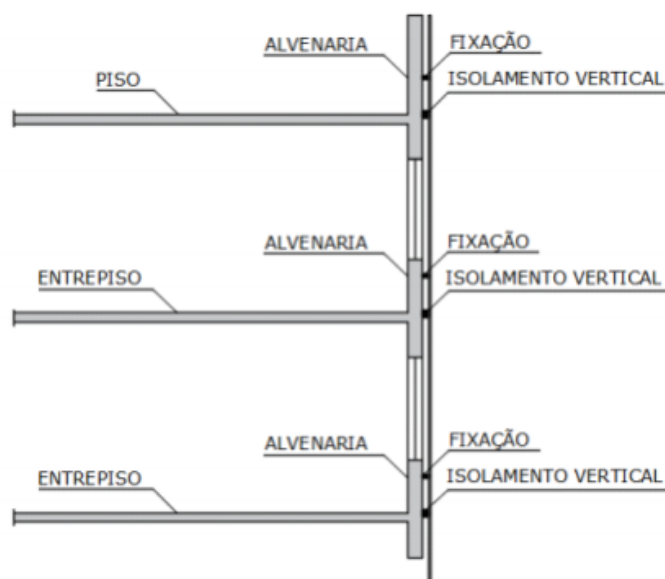 ALVENARIA
FIXAÇÃO
PISO
ISOLAMENTO VERTICAL
ALVENARIA
FIXAÇÃO
ENTREPISO
ISOLAMENTO VERTICAL
ALVENARIA
FIXAÇÃO
ENTREPISO
ISOLAMENTO VERTICAL